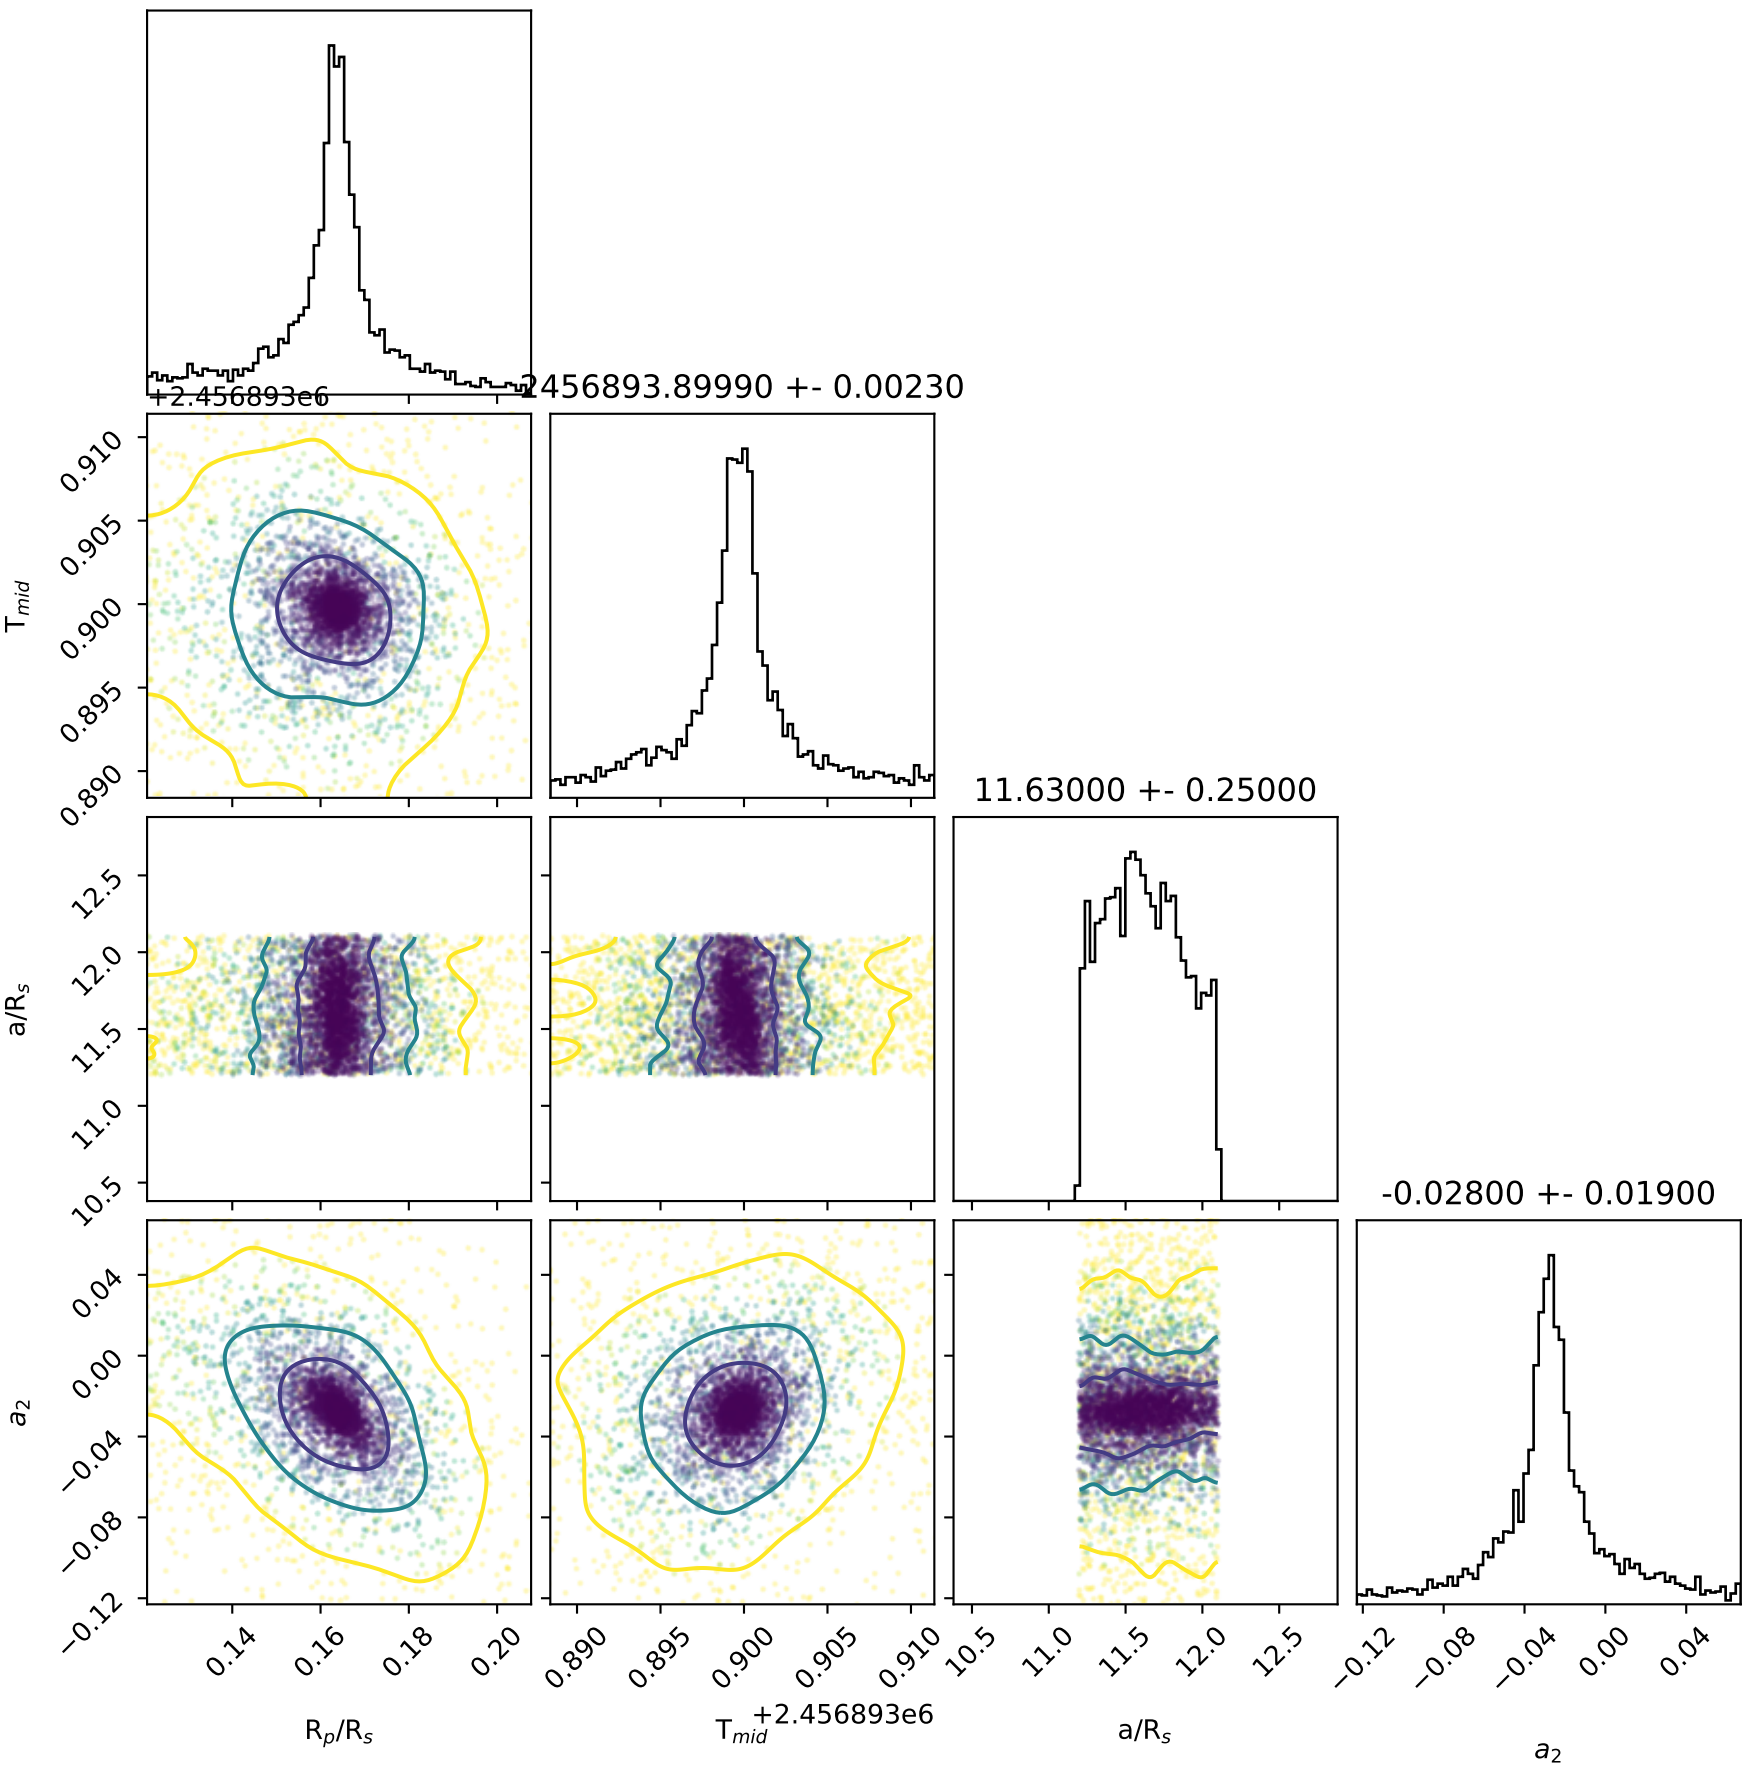 +2.456893e6
2456893.89990 +- 0.00230
T_mid
0.910
0.905
0.900
0.895
0.890
11.63000 +- 0.25000
a/R_s
12.5
12.0
11.5
11.0
10.5
-0.02800 +- 0.01900
a_2
0.04
0.00
−0.04
−0.08
−0.12
0.14 0.16 0.18 0.20
0.890 0.895 0.900 0.905 0.910
10.5 11.0 11.5 12.0 12.5
−0.12 −0.08 −0.04 0.00 0.04
+2.456893e6
R_p/R_s
T_mid
a/R_s
a_2